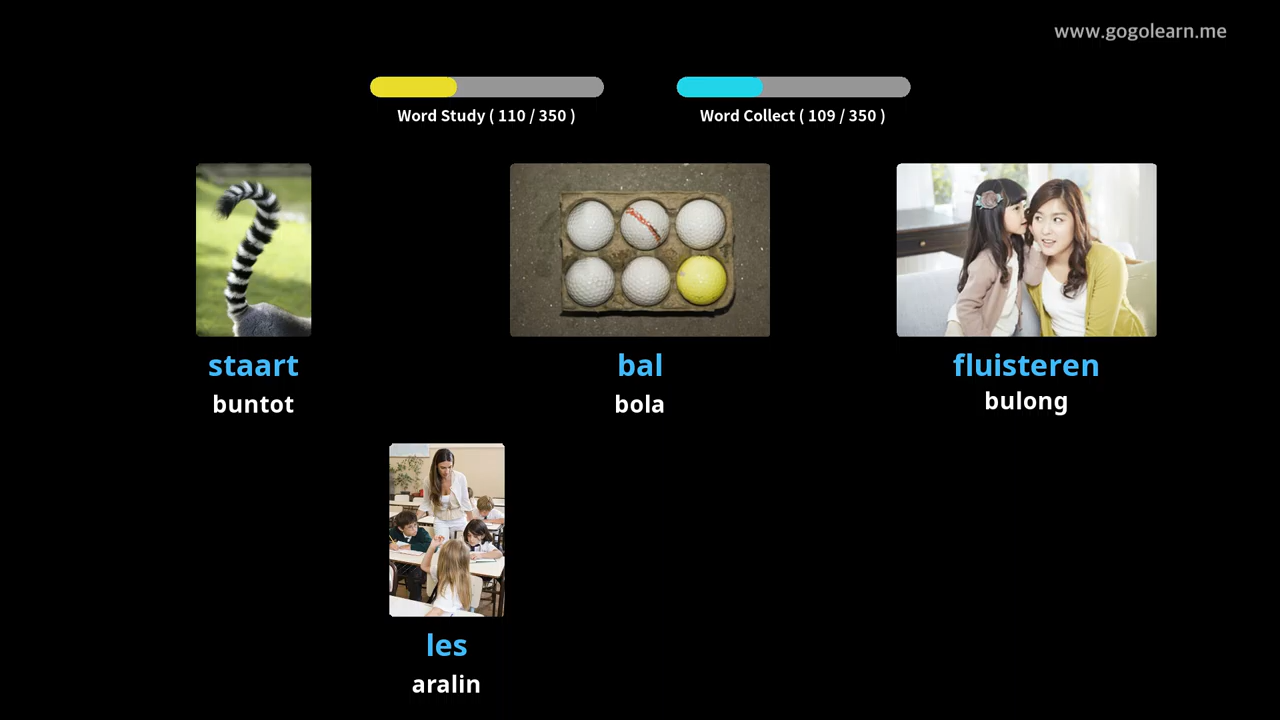 www.gogolearn.me
Word Study ( 110 / 350 )
Word Collect ( 109 / 350 )
staart
buntot
bal
bola
fluisteren
bulong
les
aralin